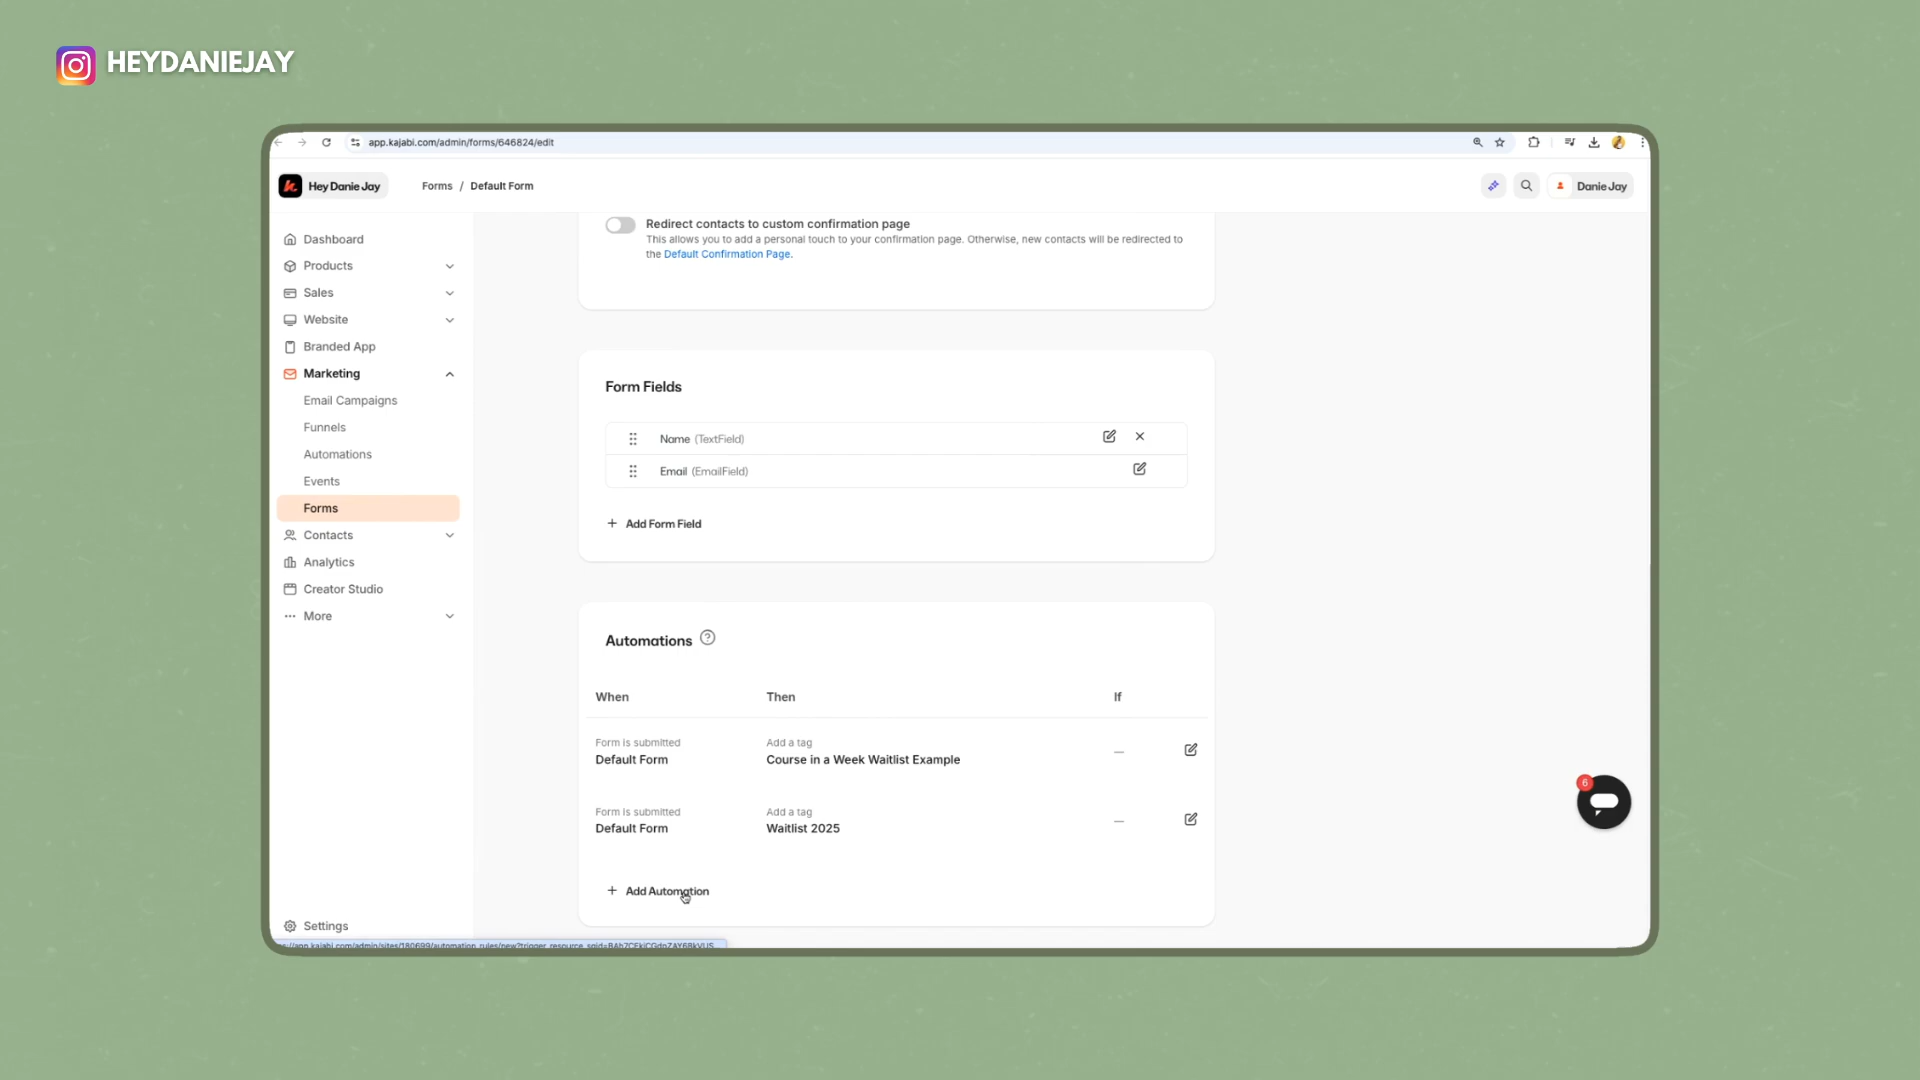 HEYDANIEJAY
app.kajabi.com/admin/forms/646824/edit
Hey Danie Jay
Forms / Default Form
Danie Jay
Dashboard
Products
Sales
Website
Branded App
Marketing
Email Campaigns
Funnels
Automations
Events
Forms
Contacts
Analytics
Creator Studio
More
Settings
Redirect contacts to custom confirmation page
This allows you to add a personal touch to your confirmation page. Otherwise, new contacts will be redirected to
the Default Confirmation Page.
Form Fields
Name (TextField)
Email (EmailField)
+ Add Form Field
Automations ?
When Then If
Form is submitted Add a tag
Default Form Course in a Week Waitlist Example —
Form is submitted Add a tag
Default Form Waitlist 2025 —
+ Add Automation
6